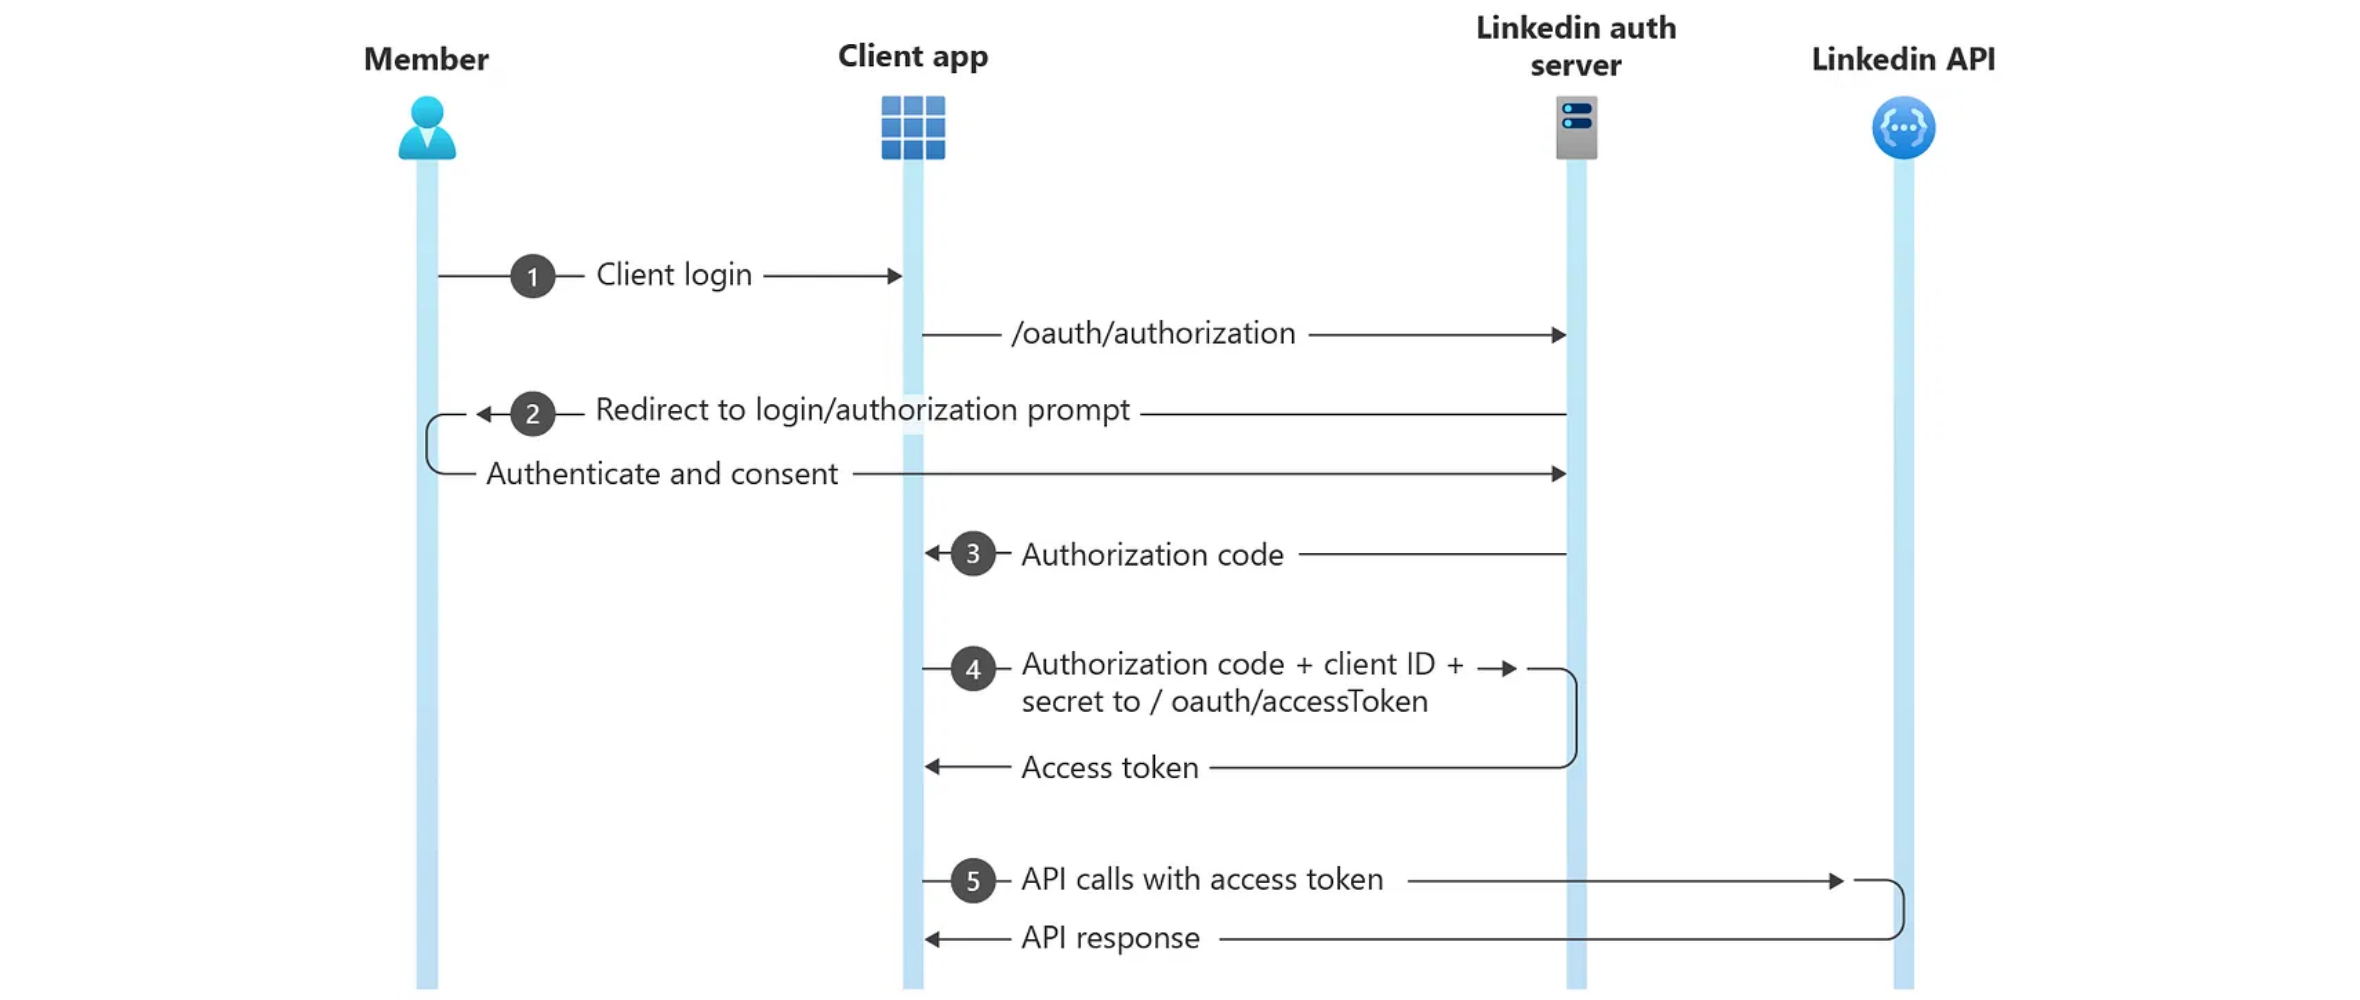 Member
Client app
Linkedin auth
server
Linkedin API
1 Client login
/oauth/authorization
2 Redirect to login/authorization prompt
Authenticate and consent
3 Authorization code
4 Authorization code + client ID +
secret to / oauth/accessToken
Access token
5 API calls with access token
API response